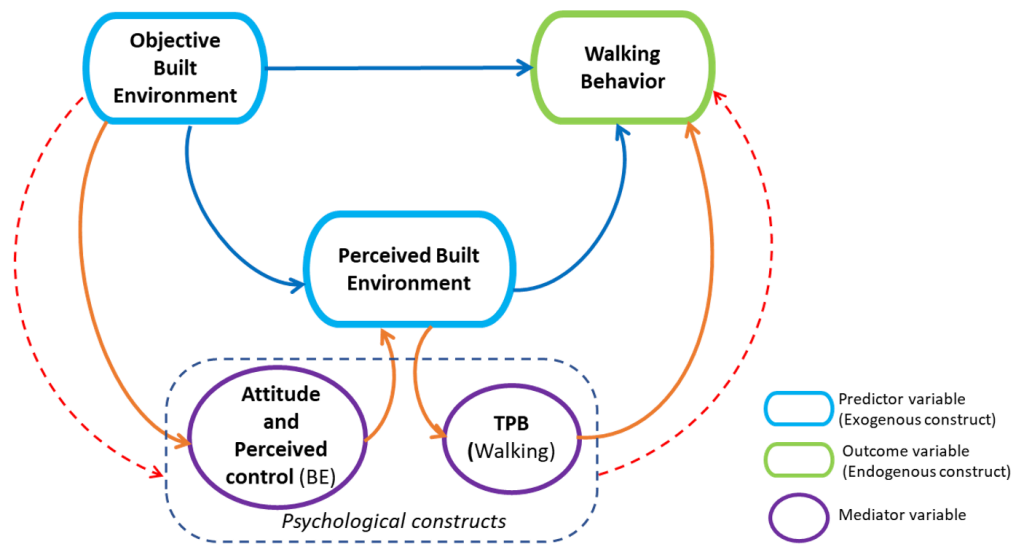 Objective
Built
Environment
Walking
Behavior
Perceived Built
Environment
Attitude
and
Perceived
control (BE)
TPB
(Walking)
Psychological constructs
Predictor variable
(Exogenous construct)
Outcome variable
(Endogenous construct)
Mediator variable